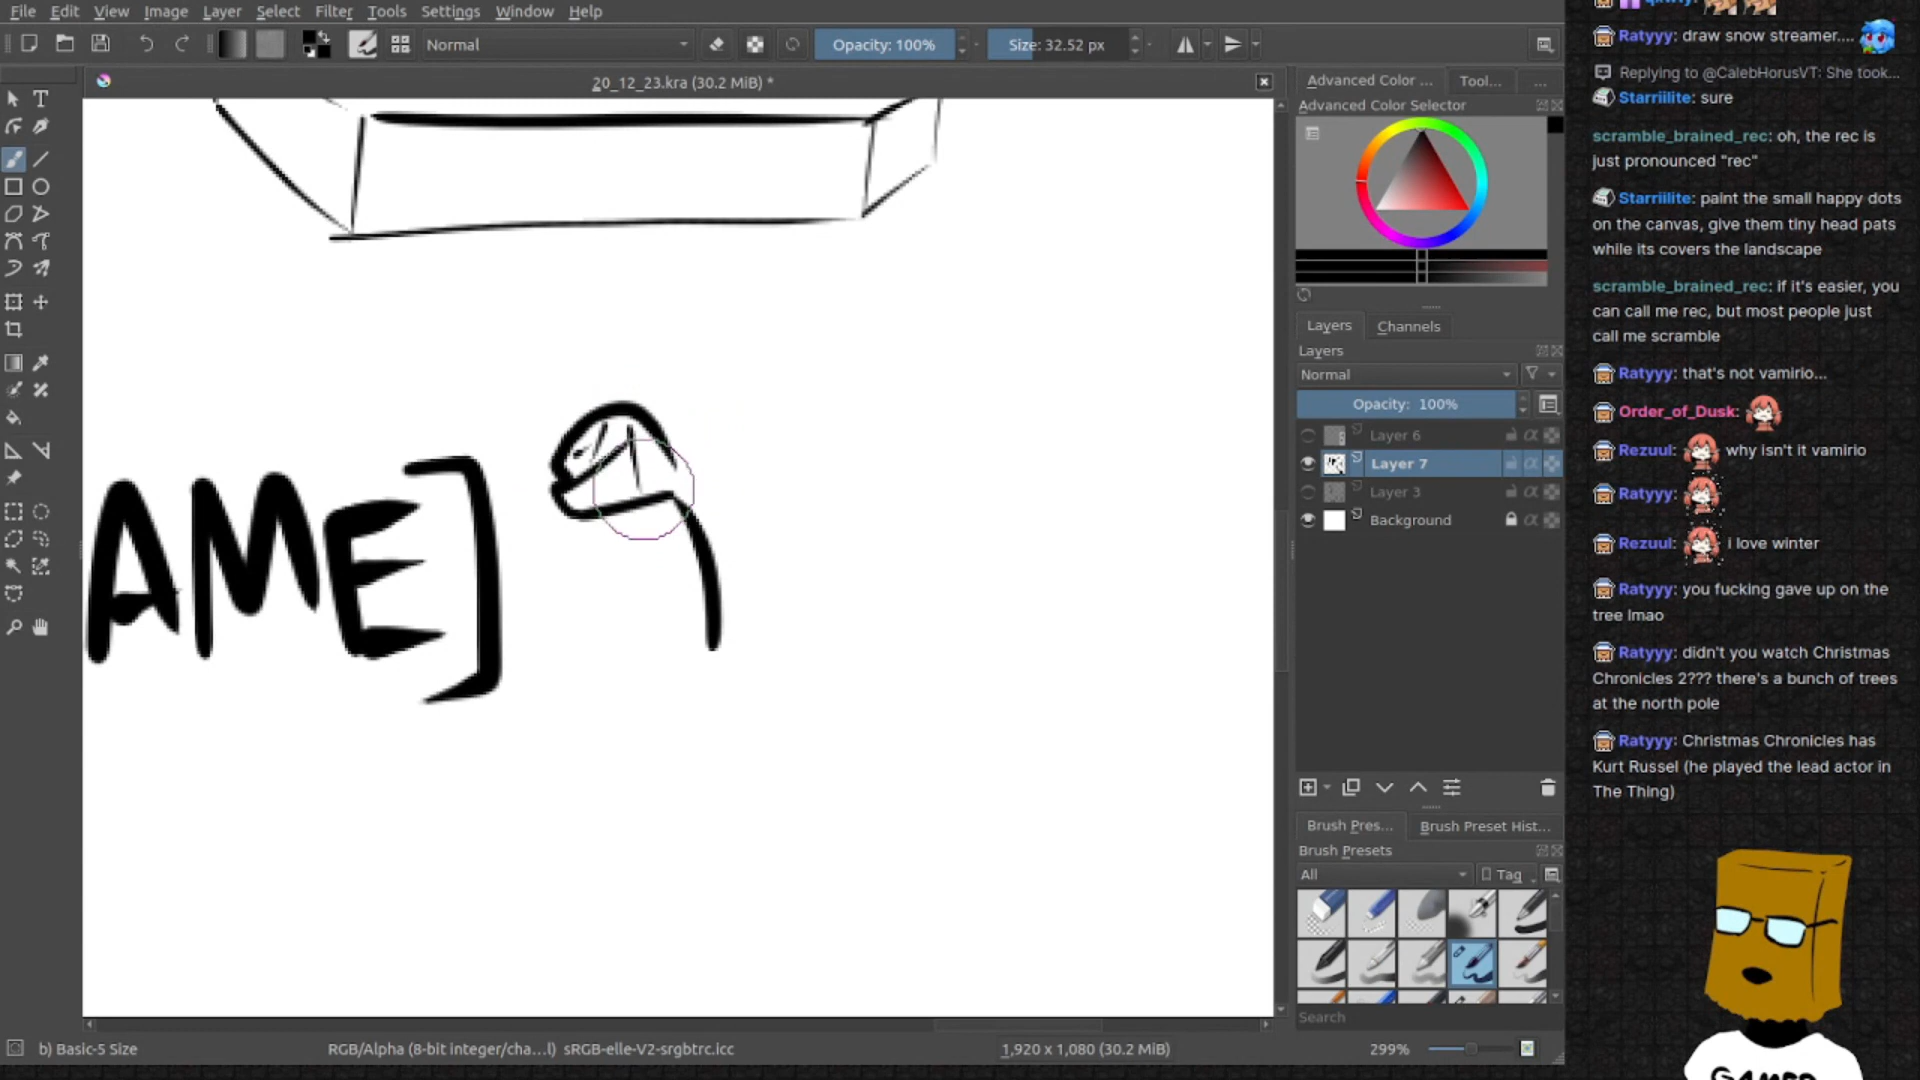 File Edit View Image Layer Select Filter Tools Settings Window Help
Normal
Opacity: 100%
Size: 32.52 px
20_12_23.kra (30.2 MiB) *
Advanced Color ...
Tool...
...
Advanced Color Selector
Layers
Channels
Layers
Normal
Opacity: 100%
Layer 6
Layer 7
Layer 3
Background
Brush Pres...
Brush Preset Hist...
Brush Presets
All
Tag
Search
AME]
b) Basic-5 Size
RGB/Alpha (8-bit integer/cha...l) sRGB-elle-V2-srgbtrc.icc
1,920 x 1,080 (30.2 MiB)
299%
Ratyyy: draw snow streamer....
Replying to @CalebHorusVT: She took...
Starriilite: sure
scramble_brained_rec: oh, the rec is
just pronounced "rec"
Starriilite: paint the small happy dots
on the canvas, give them tiny head pats
while its covers the landscape
scramble_brained_rec: if it's easier, you
can call me rec, but most people just
call me scramble
Ratyyy: that's not vamirio...
Order_of_Dusk:
Rezuul: why isn't it vamirio
Ratyyy:
Rezuul: i love winter
Ratyyy: you fucking gave up on the
tree lmao
Ratyyy: didn't you watch Christmas
Chronicles 2??? there's a bunch of trees
at the north pole
Ratyyy: Christmas Chronicles has
Kurt Russel (he played the lead actor in
The Thing)
GAMER